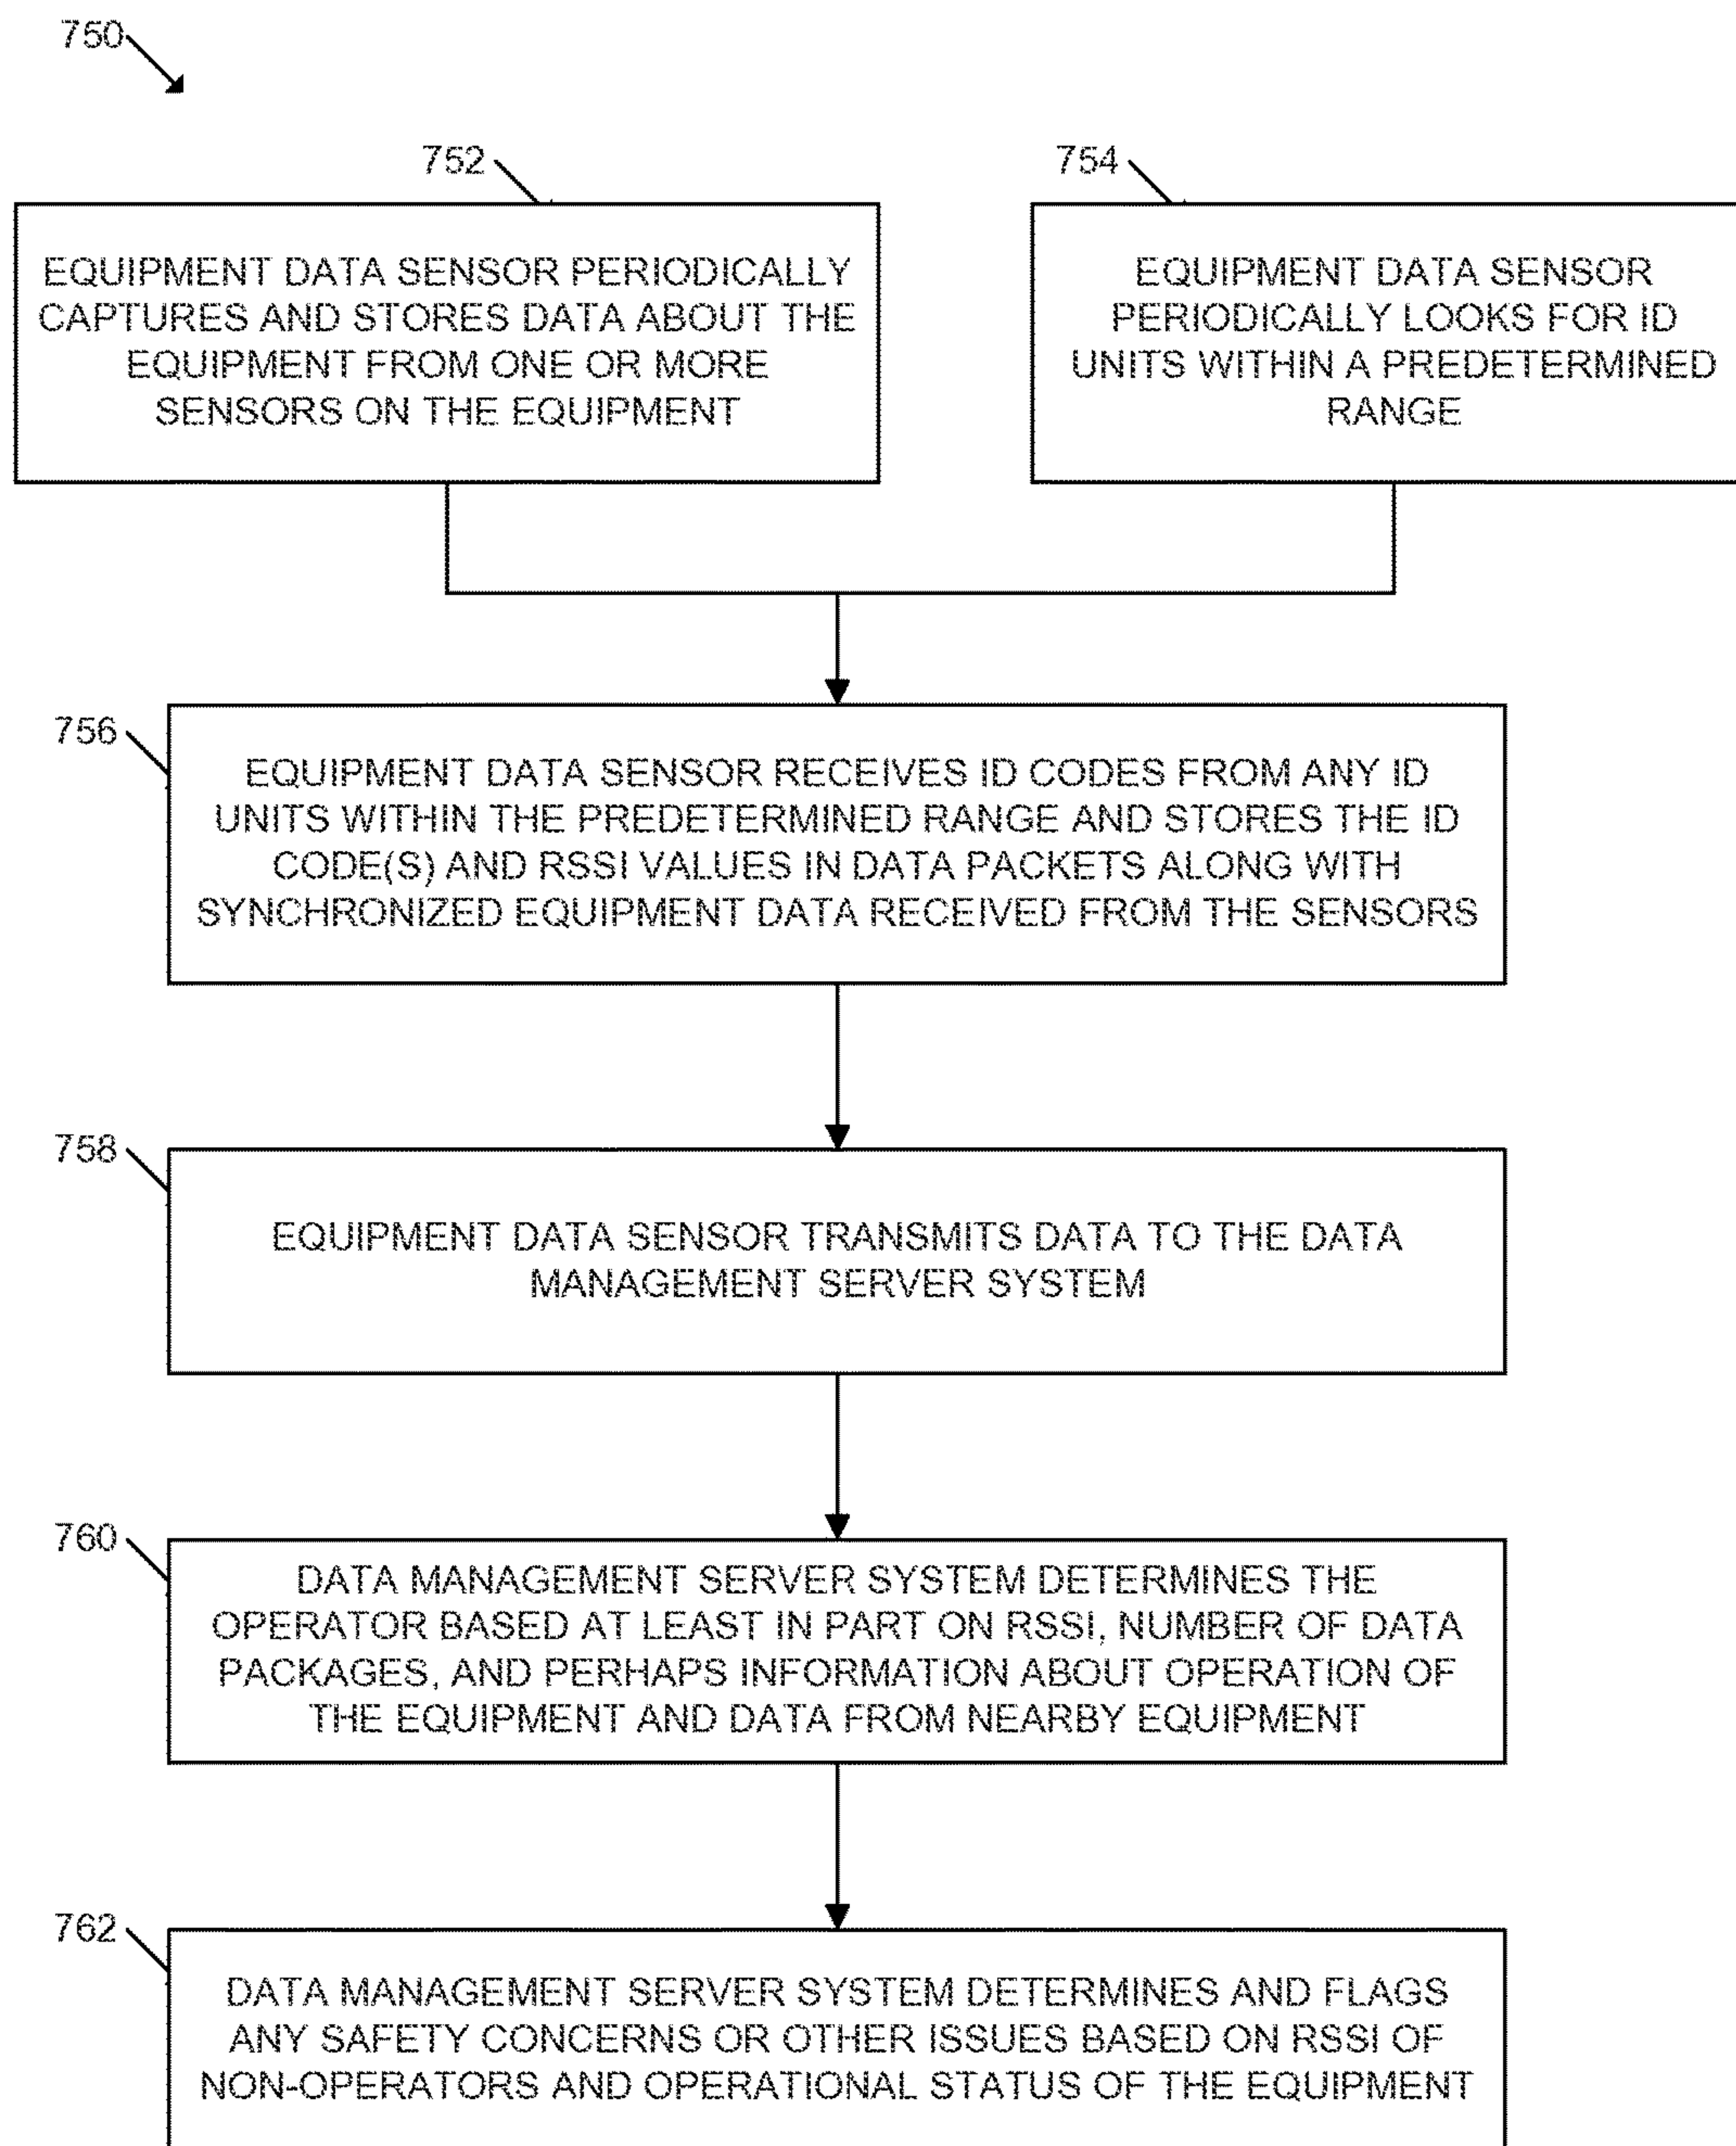 750
752
754
EQUIPMENT DATA SENSOR PERIODICALLY
CAPTURES AND STORES DATA ABOUT THE
EQUIPMENT FROM ONE OR MORE
SENSORS ON THE EQUIPMENT
EQUIPMENT DATA SENSOR
PERIODICALLY LOOKS FOR ID
UNITS WITHIN A PREDETERMINED
RANGE
756
EQUIPMENT DATA SENSOR RECEIVES ID CODES FROM ANY ID
UNITS WITHIN THE PREDETERMINED RANGE AND STORES THE ID
CODE(S) AND RSSI VALUES IN DATA PACKETS ALONG WITH
SYNCHRONIZED EQUIPMENT DATA RECEIVED FROM THE SENSORS
758
EQUIPMENT DATA SENSOR TRANSMITS DATA TO THE DATA
MANAGEMENT SERVER SYSTEM
760
DATA MANAGEMENT SERVER SYSTEM DETERMINES THE
OPERATOR BASED AT LEAST IN PART ON RSSI, NUMBER OF DATA
PACKAGES, AND PERHAPS INFORMATION ABOUT OPERATION OF
THE EQUIPMENT AND DATA FROM NEARBY EQUIPMENT
762
DATA MANAGEMENT SERVER SYSTEM DETERMINES AND FLAGS
ANY SAFETY CONCERNS OR OTHER ISSUES BASED ON RSSI OF
NON-OPERATORS AND OPERATIONAL STATUS OF THE EQUIPMENT